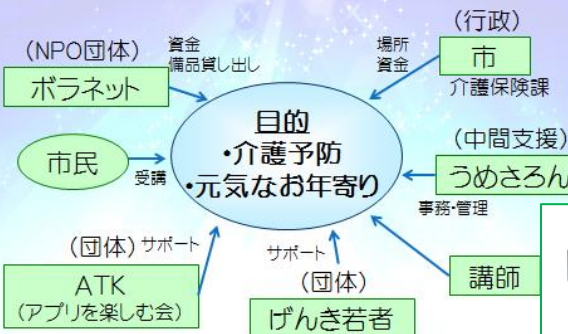 (NPO団体)
ボラネット
資金
備品貸し出し
場所
資金
(行政)
市
介護保険課
目的
・介護予防
・元気なお年寄り
市民
受講
(中間支援)
うめさろん
事務・管理
(団体)
サポート
ATK
(アプリを楽しむ会)
サポート
(団体)
げんき若者
講師